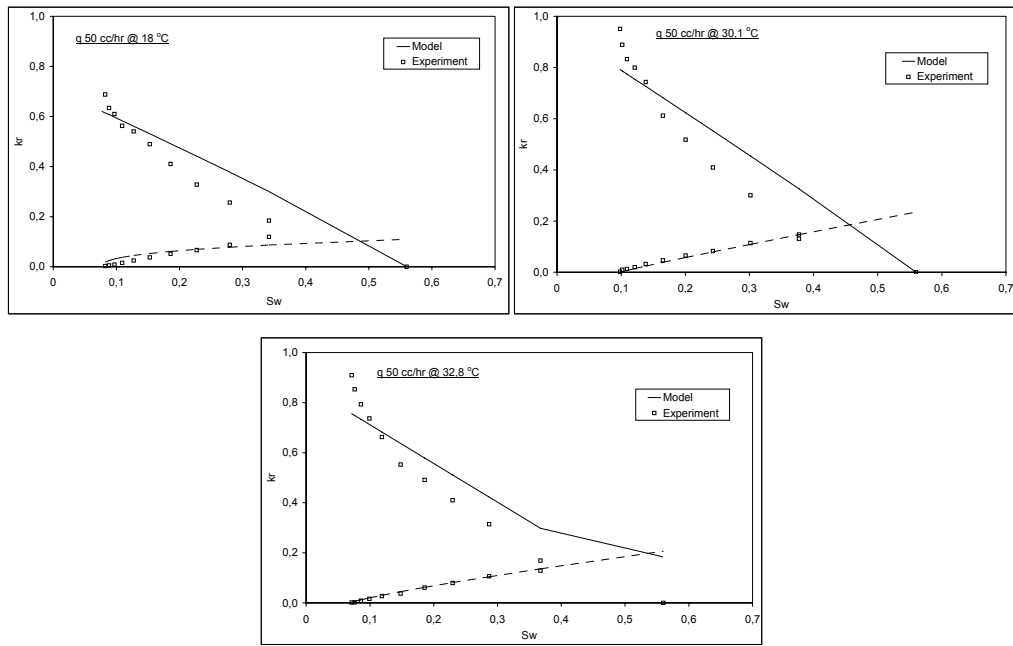 q 50 cc/hr @ 18 °C
Model
Experiment
kr
1,0
0,8
0,6
0,4
0,2
0,0
0 0,1 0,2 0,3 0,4 0,5 0,6 0,7
Sw
q 50 cc/hr @ 30,1 °C
Model
Experiment
kr
1,0
0,8
0,6
0,4
0,2
0,0
0 0,1 0,2 0,3 0,4 0,5 0,6 0,7
Sw
q 50 cc/hr @ 32,8 °C
Model
Experiment
kr
1,0
0,8
0,6
0,4
0,2
0,0
0 0,1 0,2 0,3 0,4 0,5 0,6 0,7
Sw